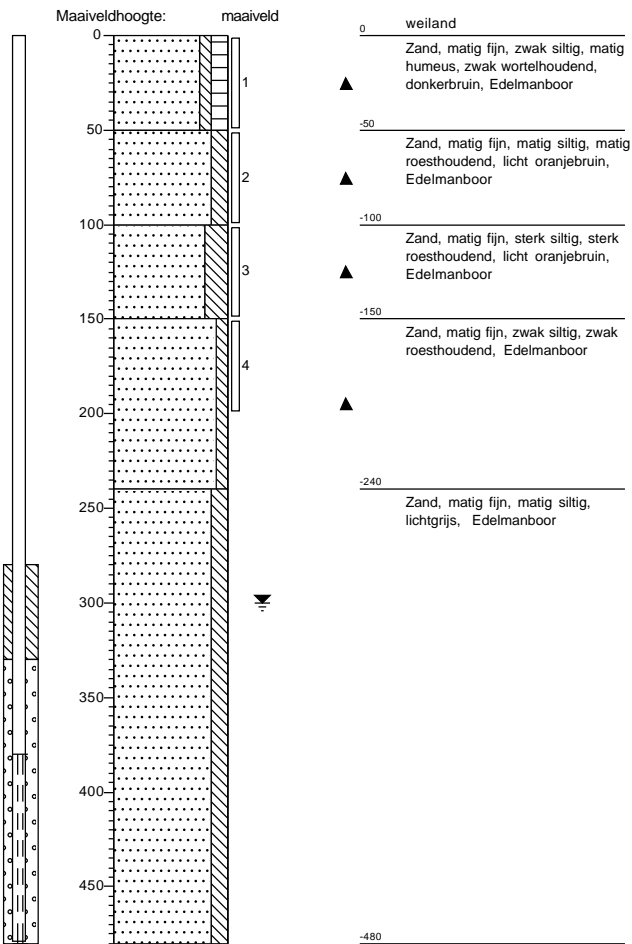 Maaiveldhoogte: maaiveld
0
50
100
150
200
250
300
350
400
450
1
2
3
4
0 weiland
Zand, matig fijn, zwak siltig, matig
humeus, zwak wortelhoudend,
donkerbruin, Edelmanboor
-50
Zand, matig fijn, matig siltig, matig
roesthoudend, licht oranjebruin,
Edelmanboor
-100
Zand, matig fijn, sterk siltig, sterk
roesthoudend, licht oranjebruin,
Edelmanboor
-150
Zand, matig fijn, zwak siltig, zwak
roesthoudend, Edelmanboor
-240
Zand, matig fijn, matig siltig,
lichtgrijs, Edelmanboor
-480